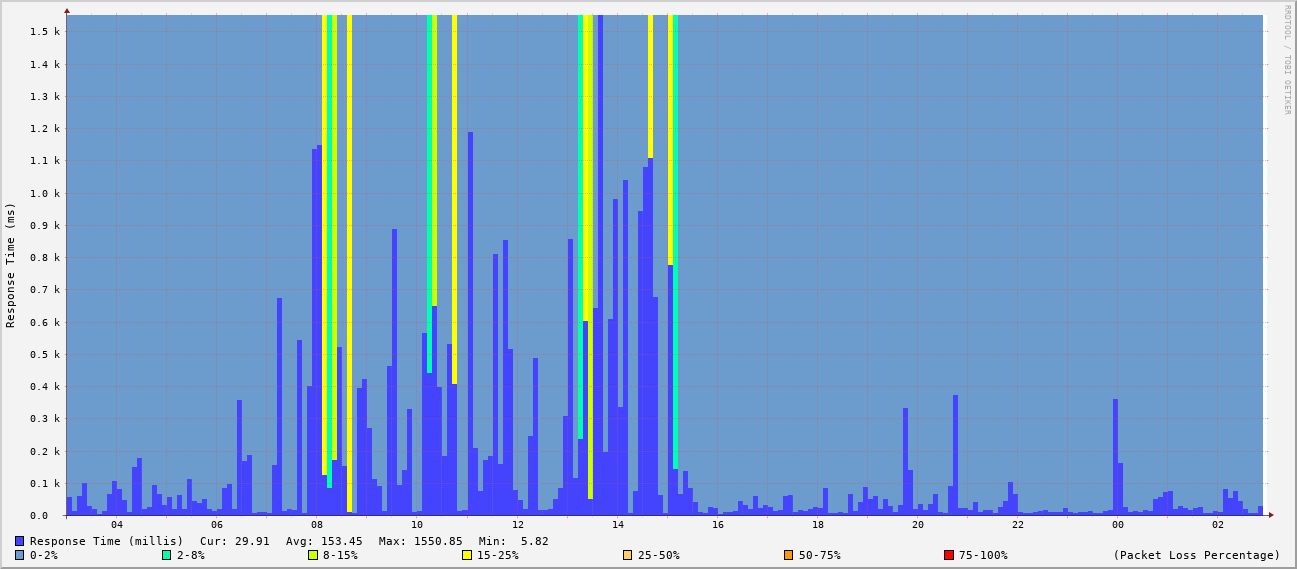 RRDTOOL / TOBI OETIKER
Response Time (ms)
1.5 k
1.4 k
1.3 k
1.2 k
1.1 k
1.0 k
0.9 k
0.8 k
0.7 k
0.6 k
0.5 k
0.4 k
0.3 k
0.2 k
0.1 k
0.0
04 06 08 10 12 14 16 18 20 22 00 02
Response Time (millis) Cur: 29.91 Avg: 153.45 Max: 1550.85 Min: 5.82
0-2% 2-8% 8-15% 15-25% 25-50% 50-75% 75-100% (Packet Loss Percentage)